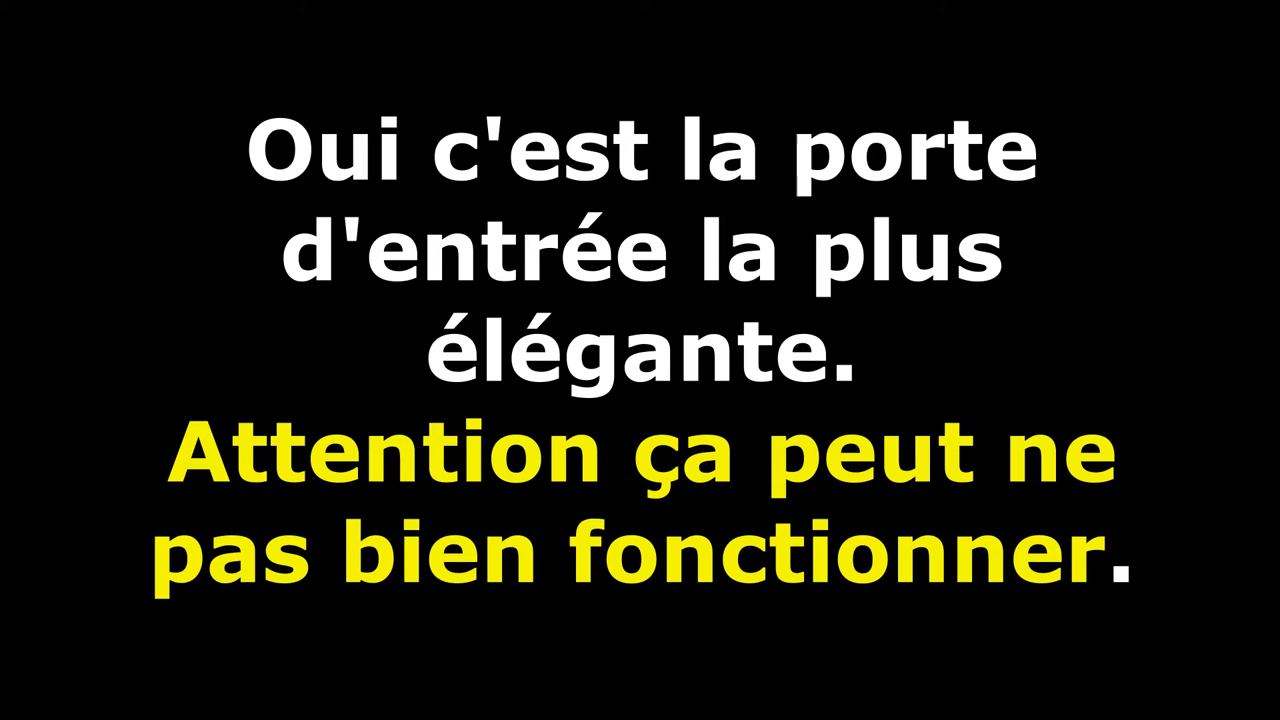 Oui c'est la porte
d'entrée la plus
élégante.
Attention ça peut ne
pas bien fonctionner.